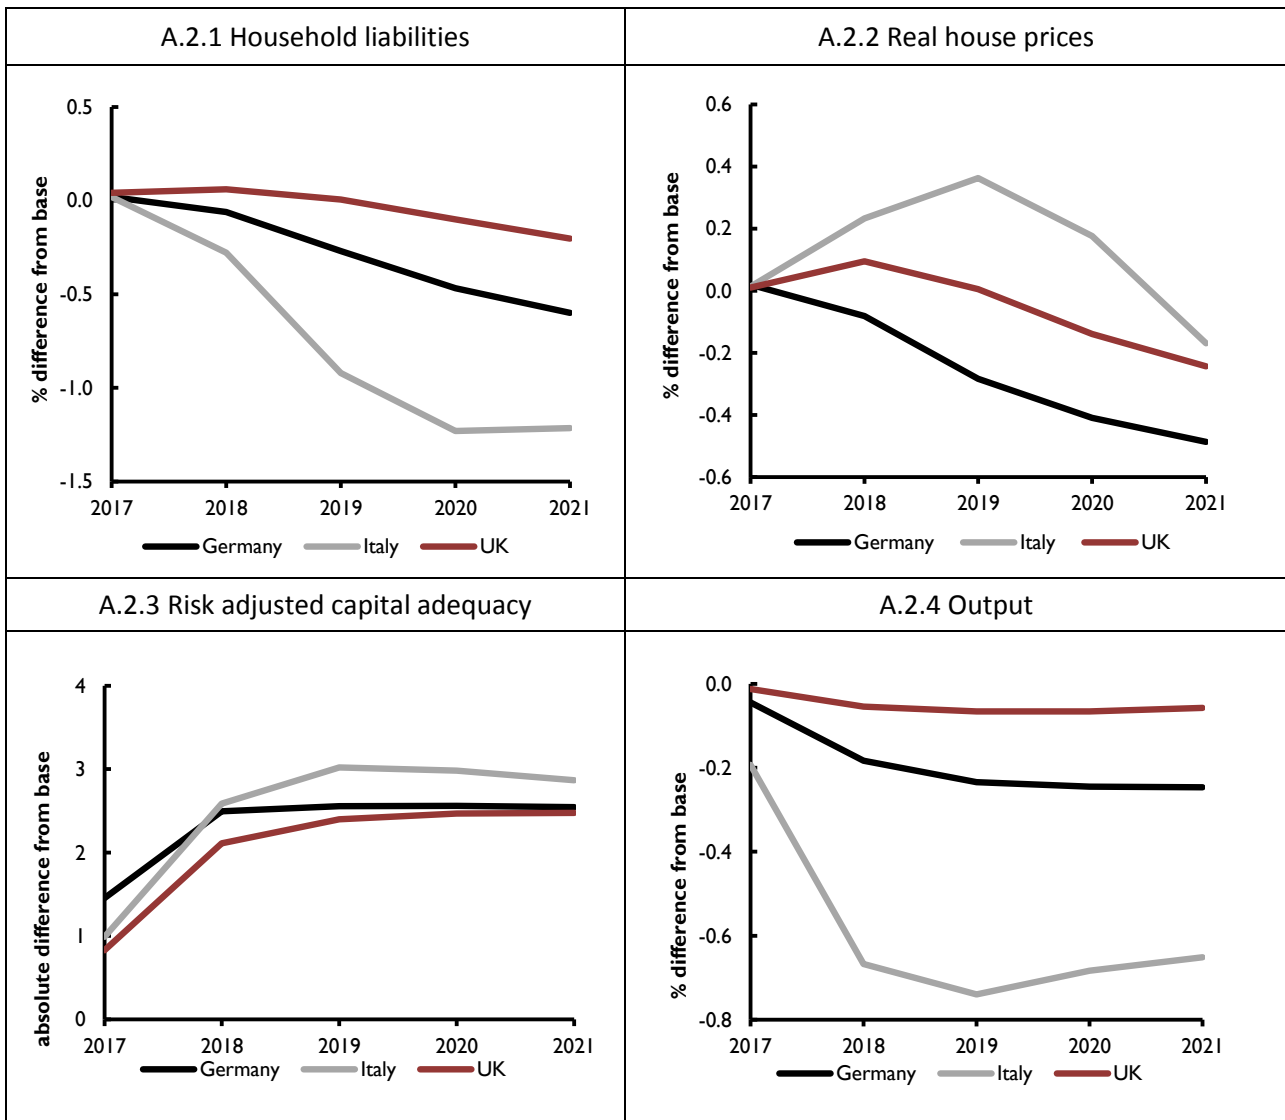 A.2.1 Household liabilities
% difference from base
0.5
0.0
-0.5
-1.0
-1.5
2017 2018 2019 2020 2021
Germany Italy UK
A.2.2 Real house prices
% difference from base
0.6
0.4
0.2
0.0
-0.2
-0.4
-0.6
2017 2018 2019 2020 2021
Germany Italy UK
A.2.3 Risk adjusted capital adequacy
absolute difference from base
4
3
2
1
0
2017 2018 2019 2020 2021
Germany Italy UK
A.2.4 Output
% difference from base
0.0
-0.2
-0.4
-0.6
-0.8
2017 2018 2019 2020 2021
Germany Italy UK